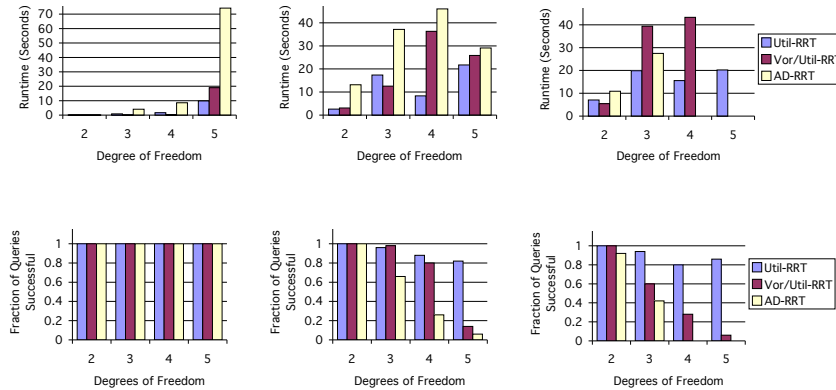 Runtime (Seconds)
70
60
50
40
30
20
10
0
2 3 4 5
Degree of Freedom
Runtime (Seconds)
40
30
20
10
0
2 3 4 5
Degree of Freedom
Runtime (Seconds)
40
30
20
10
0
2 3 4 5
Degree of Freedom
Util-RRT
Vor/Util-RRT
AD-RRT
Fraction of Queries
Successful
1
0.8
0.6
0.4
0.2
0
2 3 4 5
Degrees of Freedom
Fraction of Queries
Successful
1
0.8
0.6
0.4
0.2
0
2 3 4 5
Degrees of Freedom
Fraction of Queries
Successful
1
0.8
0.6
0.4
0.2
0
2 3 4 5
Degrees of Freedom
Util-RRT
Vor/Util-RRT
AD-RRT